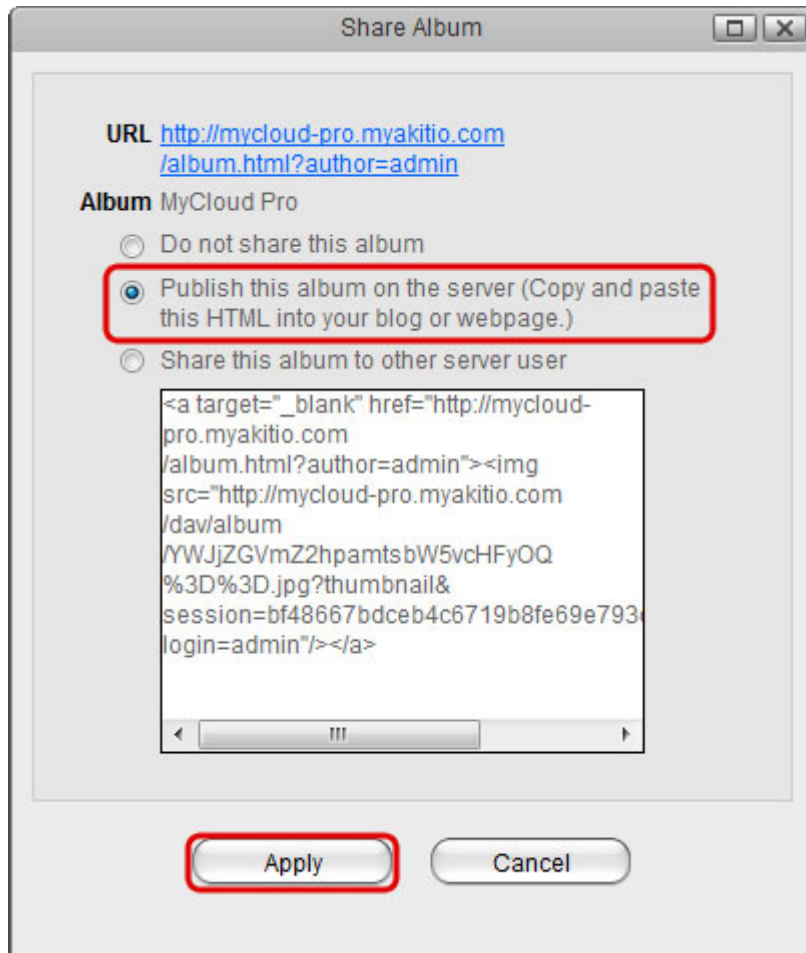 Share Album
URL http://mycloud-pro.myakitio.com
/album.html?author=admin
Album MyCloud Pro
Do not share this album
Publish this album on the server (Copy and paste
this HTML into your blog or webpage.)
Share this album to other server user
<a target="_blank" href="http://mycloud-
pro.myakitio.com
/album.html?author=admin"><img
src="http://mycloud-pro.myakitio.com
/dav/album
/YWJjZGVmZ2hpamtsbW5vcHFyOQ
%3D%3D.jpg?thumbnail&
session=bf48667bdceb4c6719b8fe69e793
login=admin"/></a>
Apply
Cancel